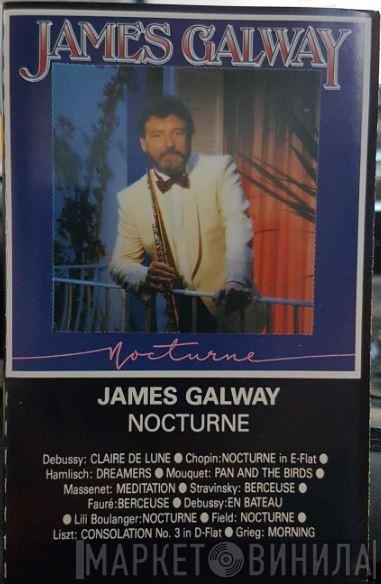 JAMES GALWAY
Nocturne
JAMES GALWAY
NOCTURNE
Debussy: CLAIRE DE LUNE ● Chopin:NOCTURNE in E-Flat ●
Hamlisch: DREAMERS ● Mouquet: PAN AND THE BIRDS ●
Massenet: MEDITATION ● Stravinsky: BERCEUSE ●
Fauré:BERCEUSE ● Debussy:EN BATEAU
● Lili Boulanger:NOCTURNE ● Field: NOCTURNE ●
Liszt: CONSOLATION No. 3 in D-Flat ● Grieg: MORNING
МАРКЕТ ВИНИЛА